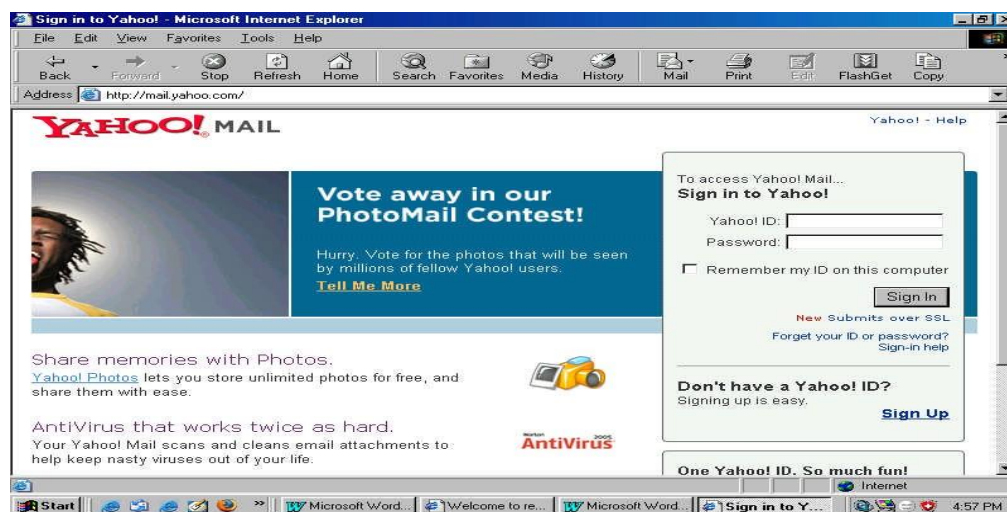 Sign in to Yahoo! - Microsoft Internet Explorer
File Edit View Favorites Tools Help
Back Forward Stop Refresh Home Search Favorites Media History Mail Print Edit FlashGet Copy
Address http://mail.yahoo.com/
YAHOO! MAIL
Yahoo! - Help
Vote away in our
PhotoMail Contest!
Hurry. Vote for the photos that will be seen
by millions of fellow Yahoo! users.
Tell Me More
To access Yahoo! Mail...
Sign in to Yahoo!
Yahoo! ID:
Password:
Remember my ID on this computer
Sign In
New Submits over SSL
Forget your ID or password?
Sign-in help
Don't have a Yahoo! ID?
Signing up is easy.
Sign Up
One Yahoo! ID. So much fun!
Share memories with Photos.
Yahoo! Photos lets you store unlimited photos for free, and
share them with ease.
AntiVirus that works twice as hard.
Your Yahoo! Mail scans and cleans email attachments to
help keep nasty viruses out of your life.
Norton 2005
AntiVirus
Internet
Start Microsoft Word... Welcome to re... Microsoft Word... Sign in to Y... 4:57 PM